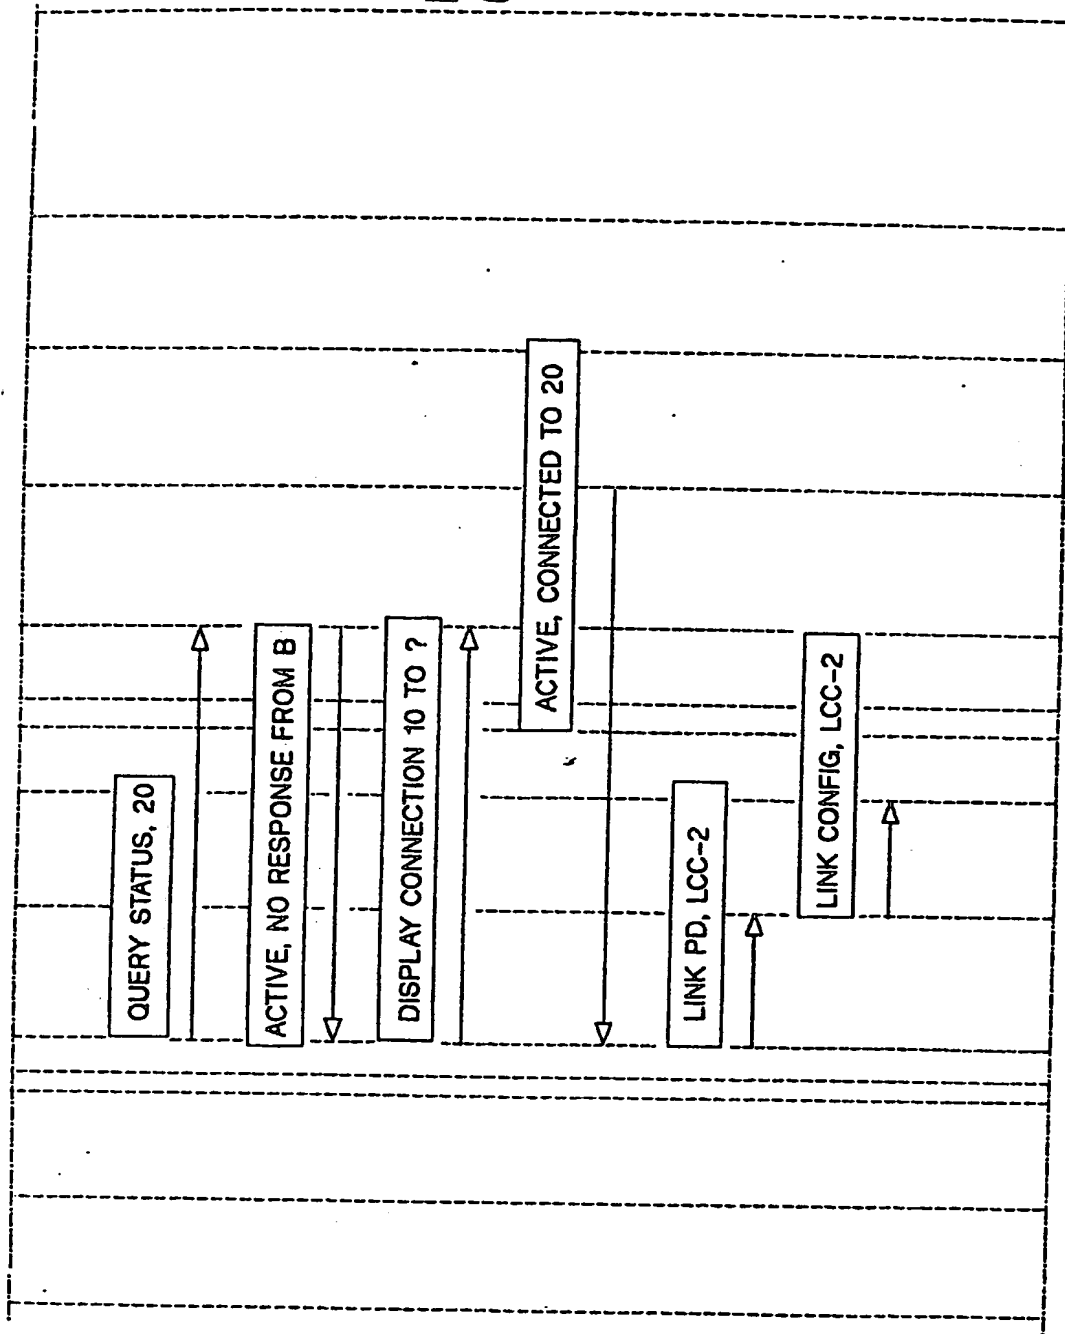 QUERY STATUS, 20
ACTIVE, NO RESPONSE FROM B
DISPLAY CONNECTION 10 TO ?
ACTIVE, CONNECTED TO 20
LINK PD, LCC-2
LINK CONFIG, LCC-2